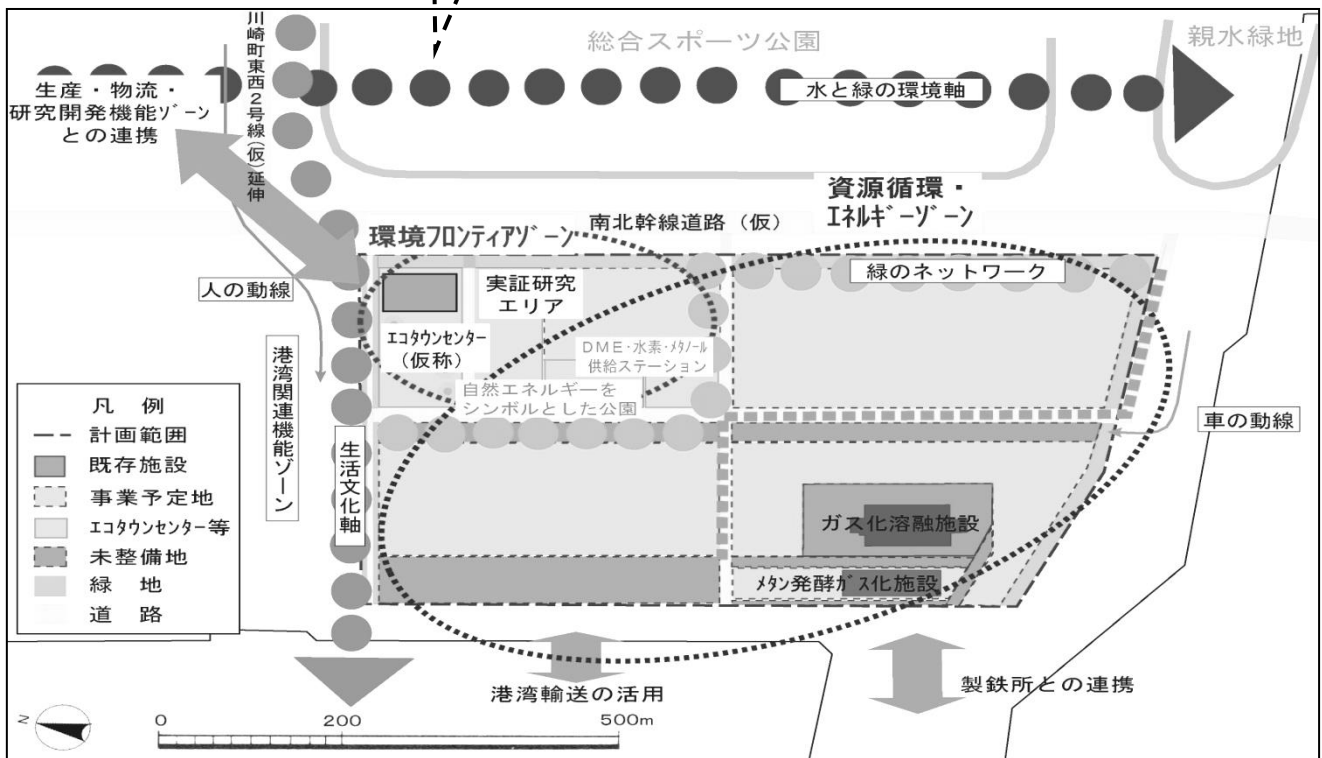 総合スポーツ公園
親水緑地
川崎町東西2号線(仮)延伸
生産・物流・
研究開発機能ｿﾞｰﾝ
との連携
水と緑の環境軸
資源循環・
ｴﾈﾙｷﾞｰｿﾞｰﾝ
南北幹線道路（仮）
環境ﾌﾛﾝﾃｨｱｿﾞｰﾝ
緑のネットワーク
人の動線
実証研究
エリア
ｴｺﾀｳﾝｾﾝﾀｰ
(仮称)
ＤＭＥ･水素･ﾒﾀﾉｰﾙ
供給ステーション
自然エネルギーを
シンボルとした公園
港湾関連機能ゾーン
生活文化軸
車の動線
凡 例
計画範囲
既存施設
事業予定地
ｴｺﾀｳﾝｾﾝﾀｰ等
未整備地
緑 地
道 路
ガス化溶融施設
ﾒﾀﾝ発酵ｶﾞｽ化施設
港湾輸送の活用
製鉄所との連携
N
0 200 500m